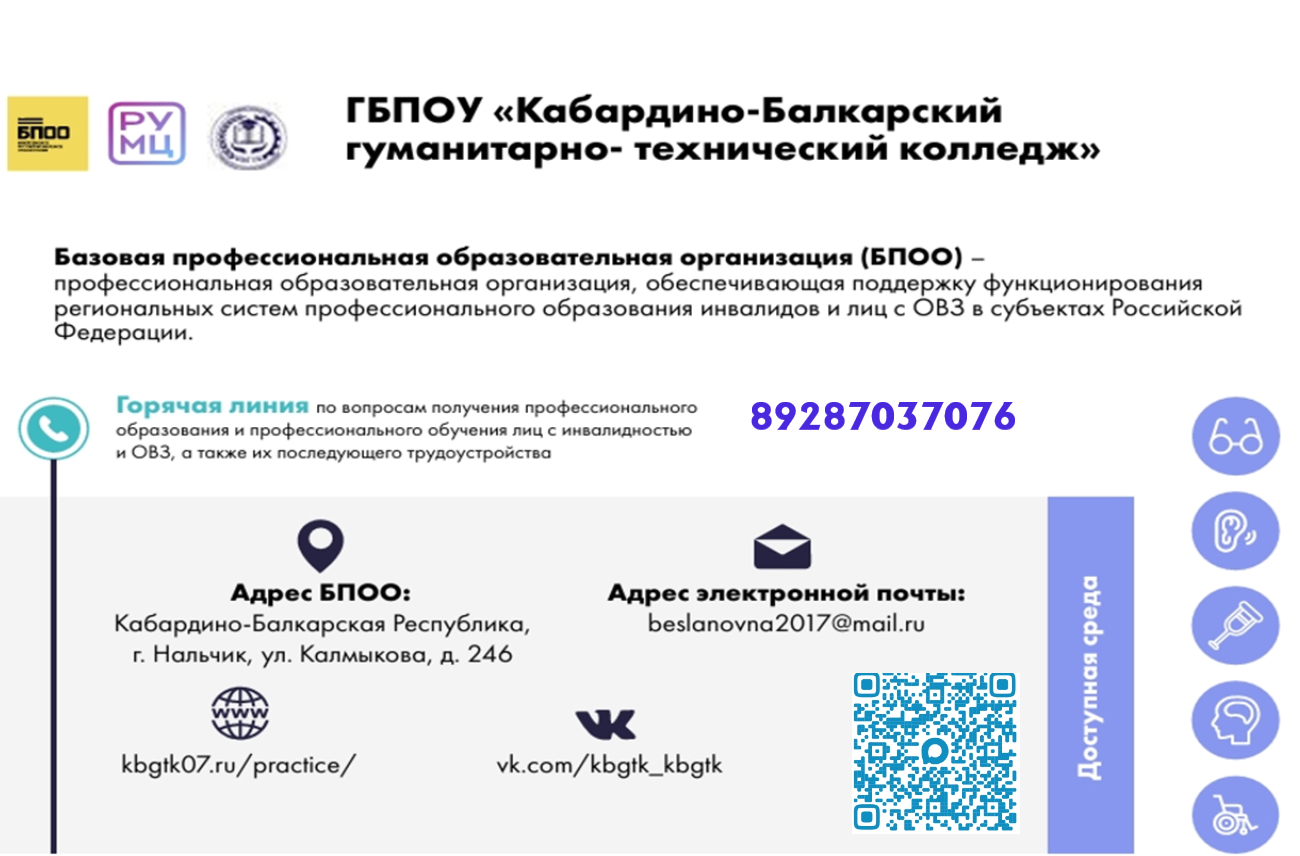 БПОО
РУ
МЦ
ГБПОУ «Кабардино-Балкарский
гуманитарно- технический колледж»
Базовая профессиональная образовательная организация (БПОО) –
профессиональная образовательная организация, обеспечивающая поддержку функционирования
региональных систем профессионального образования инвалидов и лиц с ОВЗ в субъектах Российской
Федерации.
Горячая линия по вопросам получения профессионального
образования и профессионального обучения лиц с инвалидностью
и ОВЗ, а также их последующего трудоустройства
89287037076
Адрес БПОО:
Кабардино-Балкарская Республика,
г. Нальчик, ул. Калмыкова, д. 246
Адрес электронной почты:
beslanovna2017@mail.ru
www
kbgtk07.ru/practice/
vk.com/kbgtk_kbgtk
Доступная среда